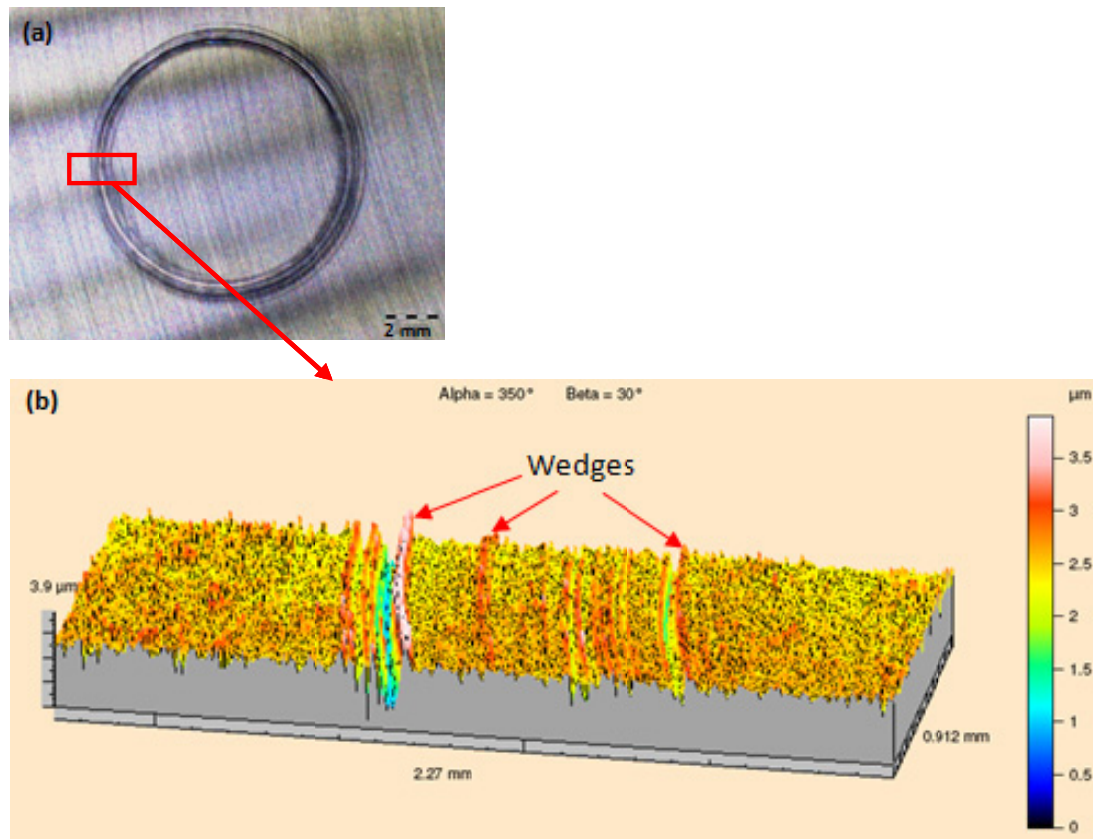 (a)
2 mm
(b)
Alpha = 350° Beta = 30°
µm
Wedges
3.5
3
2.5
2
1.5
1
0.5
0
3.9 µm
0.912 mm
2.27 mm